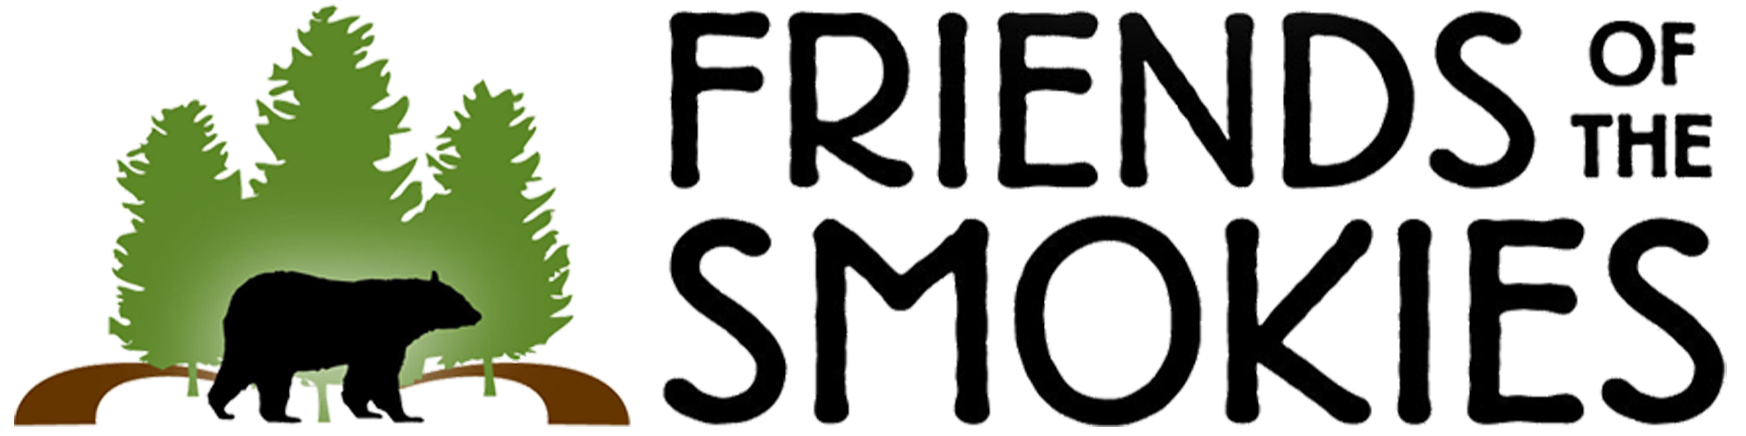 FRIENDS OF THE
SMOKIES